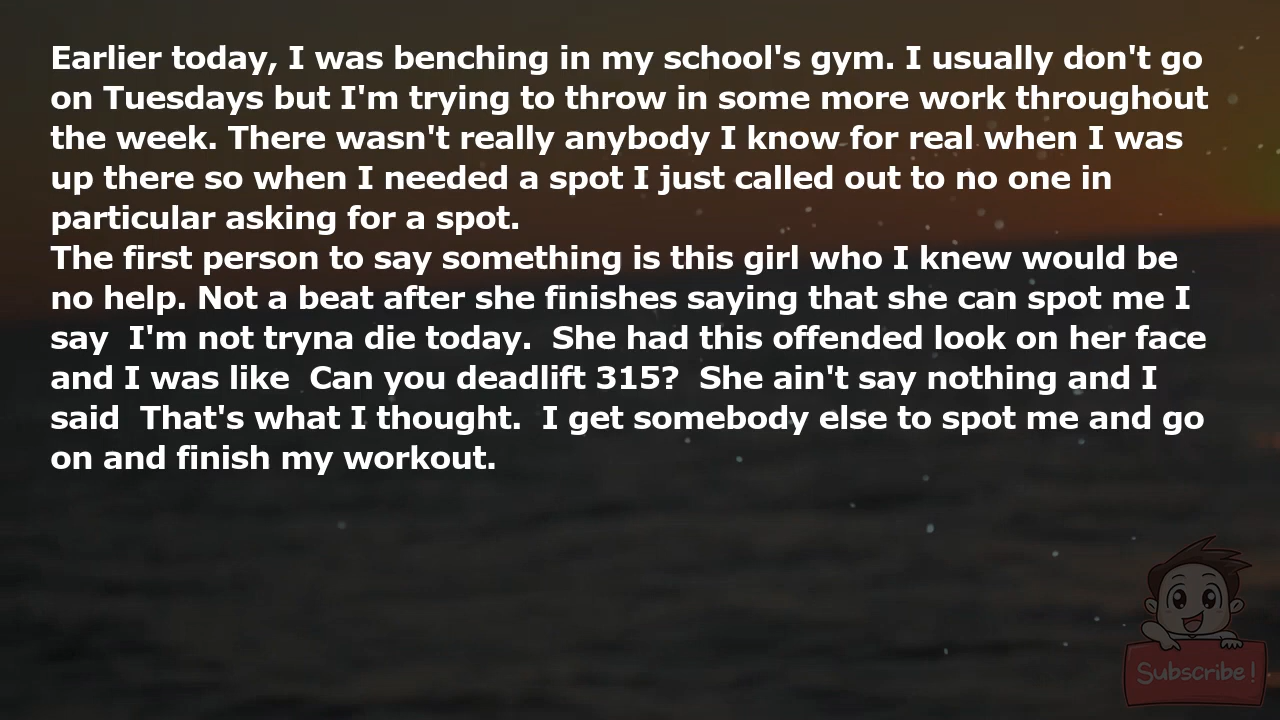 Earlier today, I was benching in my school's gym. I usually don't go
on Tuesdays but I'm trying to throw in some more work throughout
the week. There wasn't really anybody I know for real when I was
up there so when I needed a spot I just called out to no one in
particular asking for a spot.
The first person to say something is this girl who I knew would be
no help. Not a beat after she finishes saying that she can spot me I
say  I'm not tryna die today.  She had this offended look on her face
and I was like  Can you deadlift 315?  She ain't say nothing and I
said  That's what I thought.  I get somebody else to spot me and go
on and finish my workout.
Subscribe!